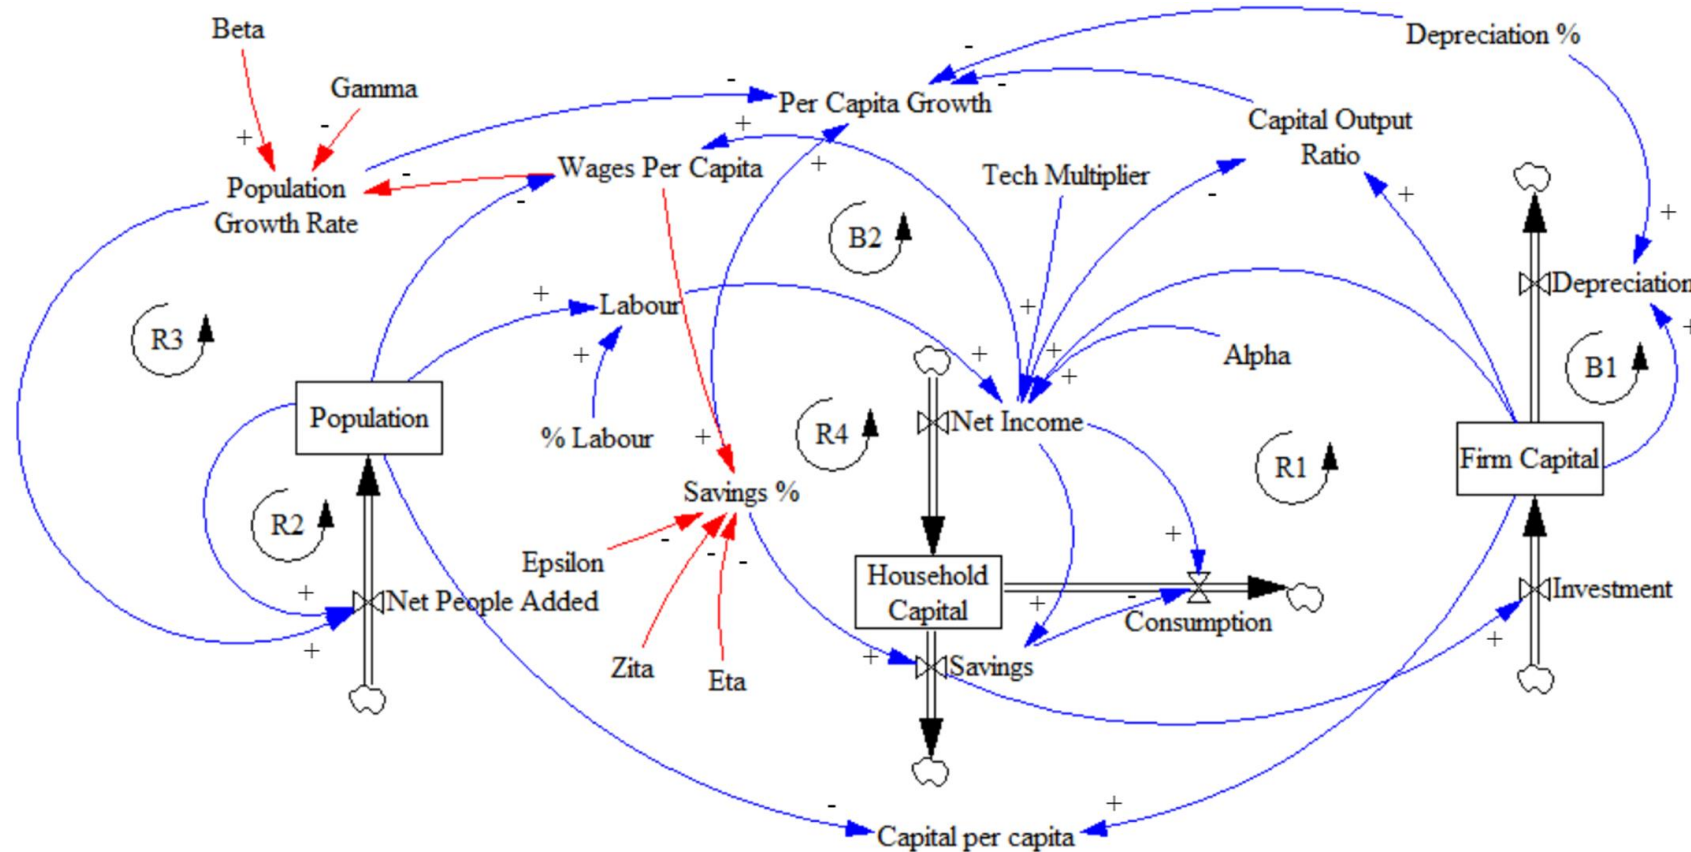 Beta
Depreciation %
Gamma
Per Capita Growth
Capital Output
Ratio
Wages Per Capita
Tech Multiplier
Population
Growth Rate
B2
Depreciation
Labour
R3
Alpha
B1
Population
% Labour
R4
Net Income
R1
Firm Capital
Savings %
R2
Epsilon
Household
Capital
Net People Added
Investment
Consumption
Zita
Eta
Savings
Capital per capita
+
-
-
-
-
-
+
-
-
+
-
+
+
+
+
+
+
+
+
+
+
-
-
-
+
+
+
+
-
+
+
+
-
+